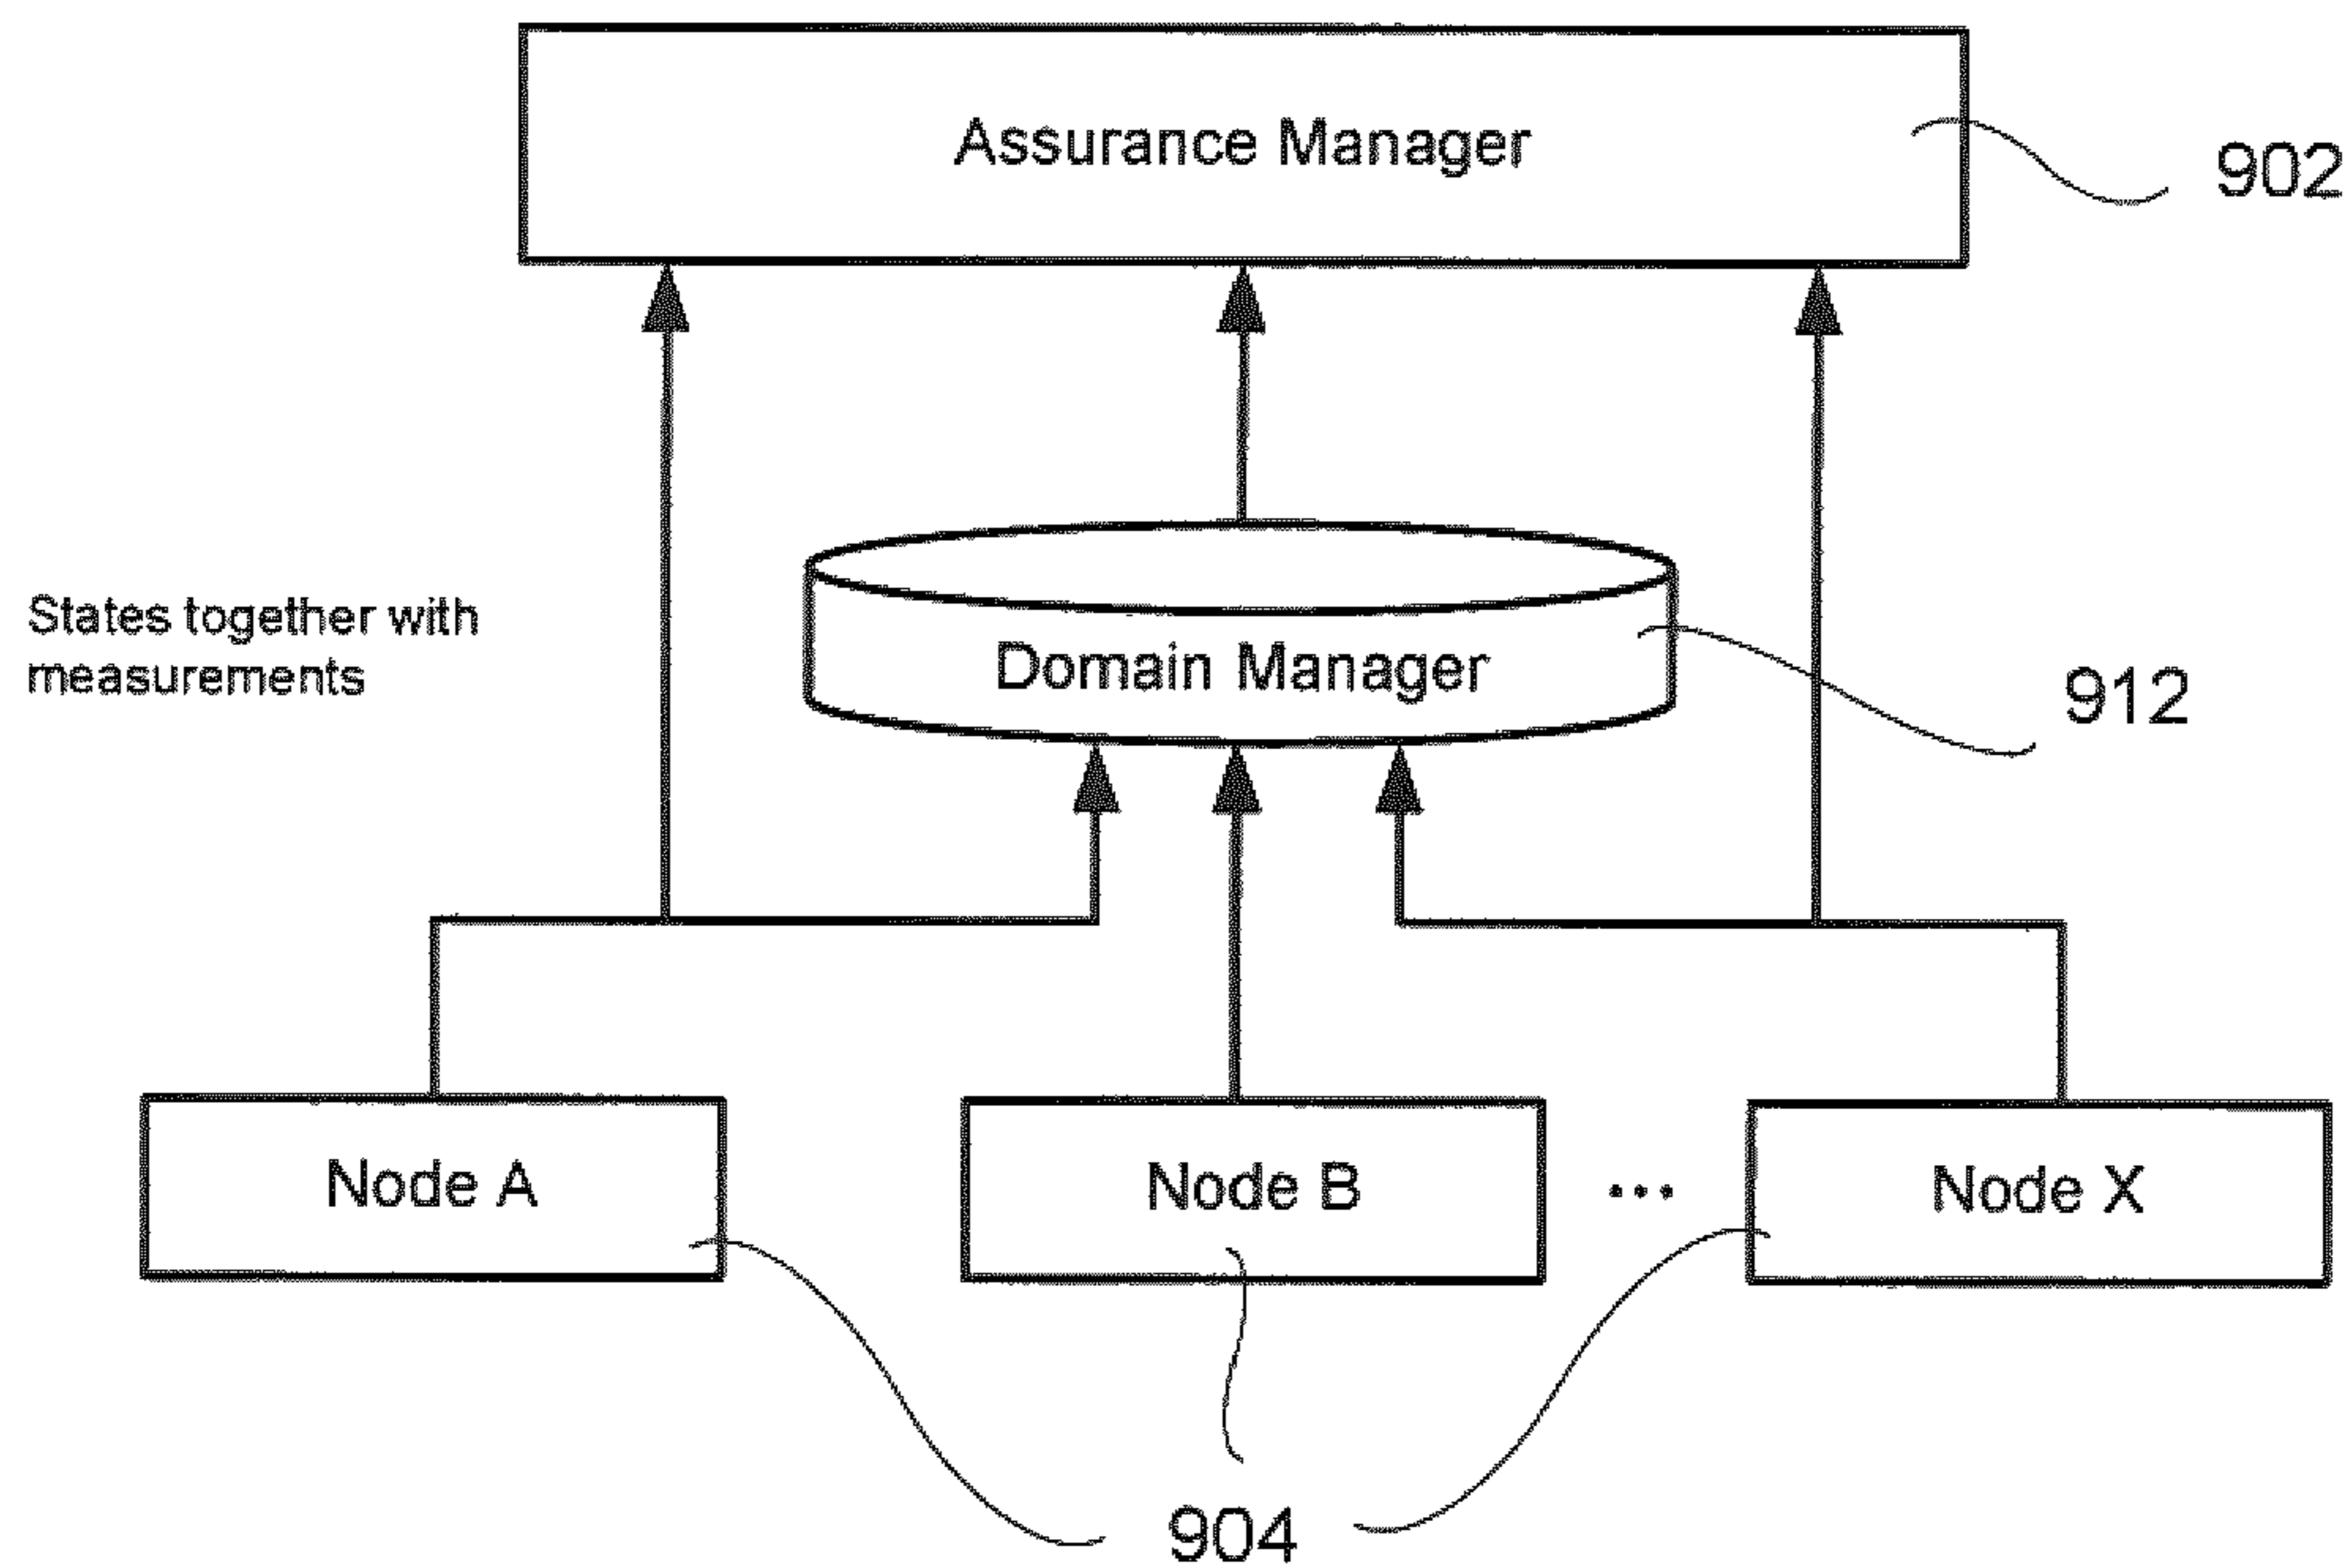 Assurance Manager
902
States together with
measurements
Domain Manager
912
Node A
Node B
...
Node X
904